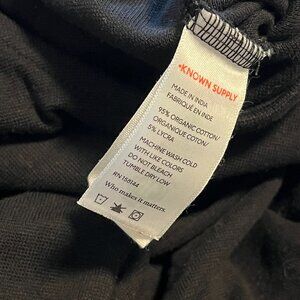 •KNOWN SUPPLY
MADE IN INDIA
FABRIQUÉ EN INDE
95% ORGANIC COTTON/
ORGANIQUE COTON/
5% LYCRA
MACHINE WASH COLD
WITH LIKE COLORS
DO NOT BLEACH
TUMBLE DRY LOW
RN 158144
Who makes it matters.